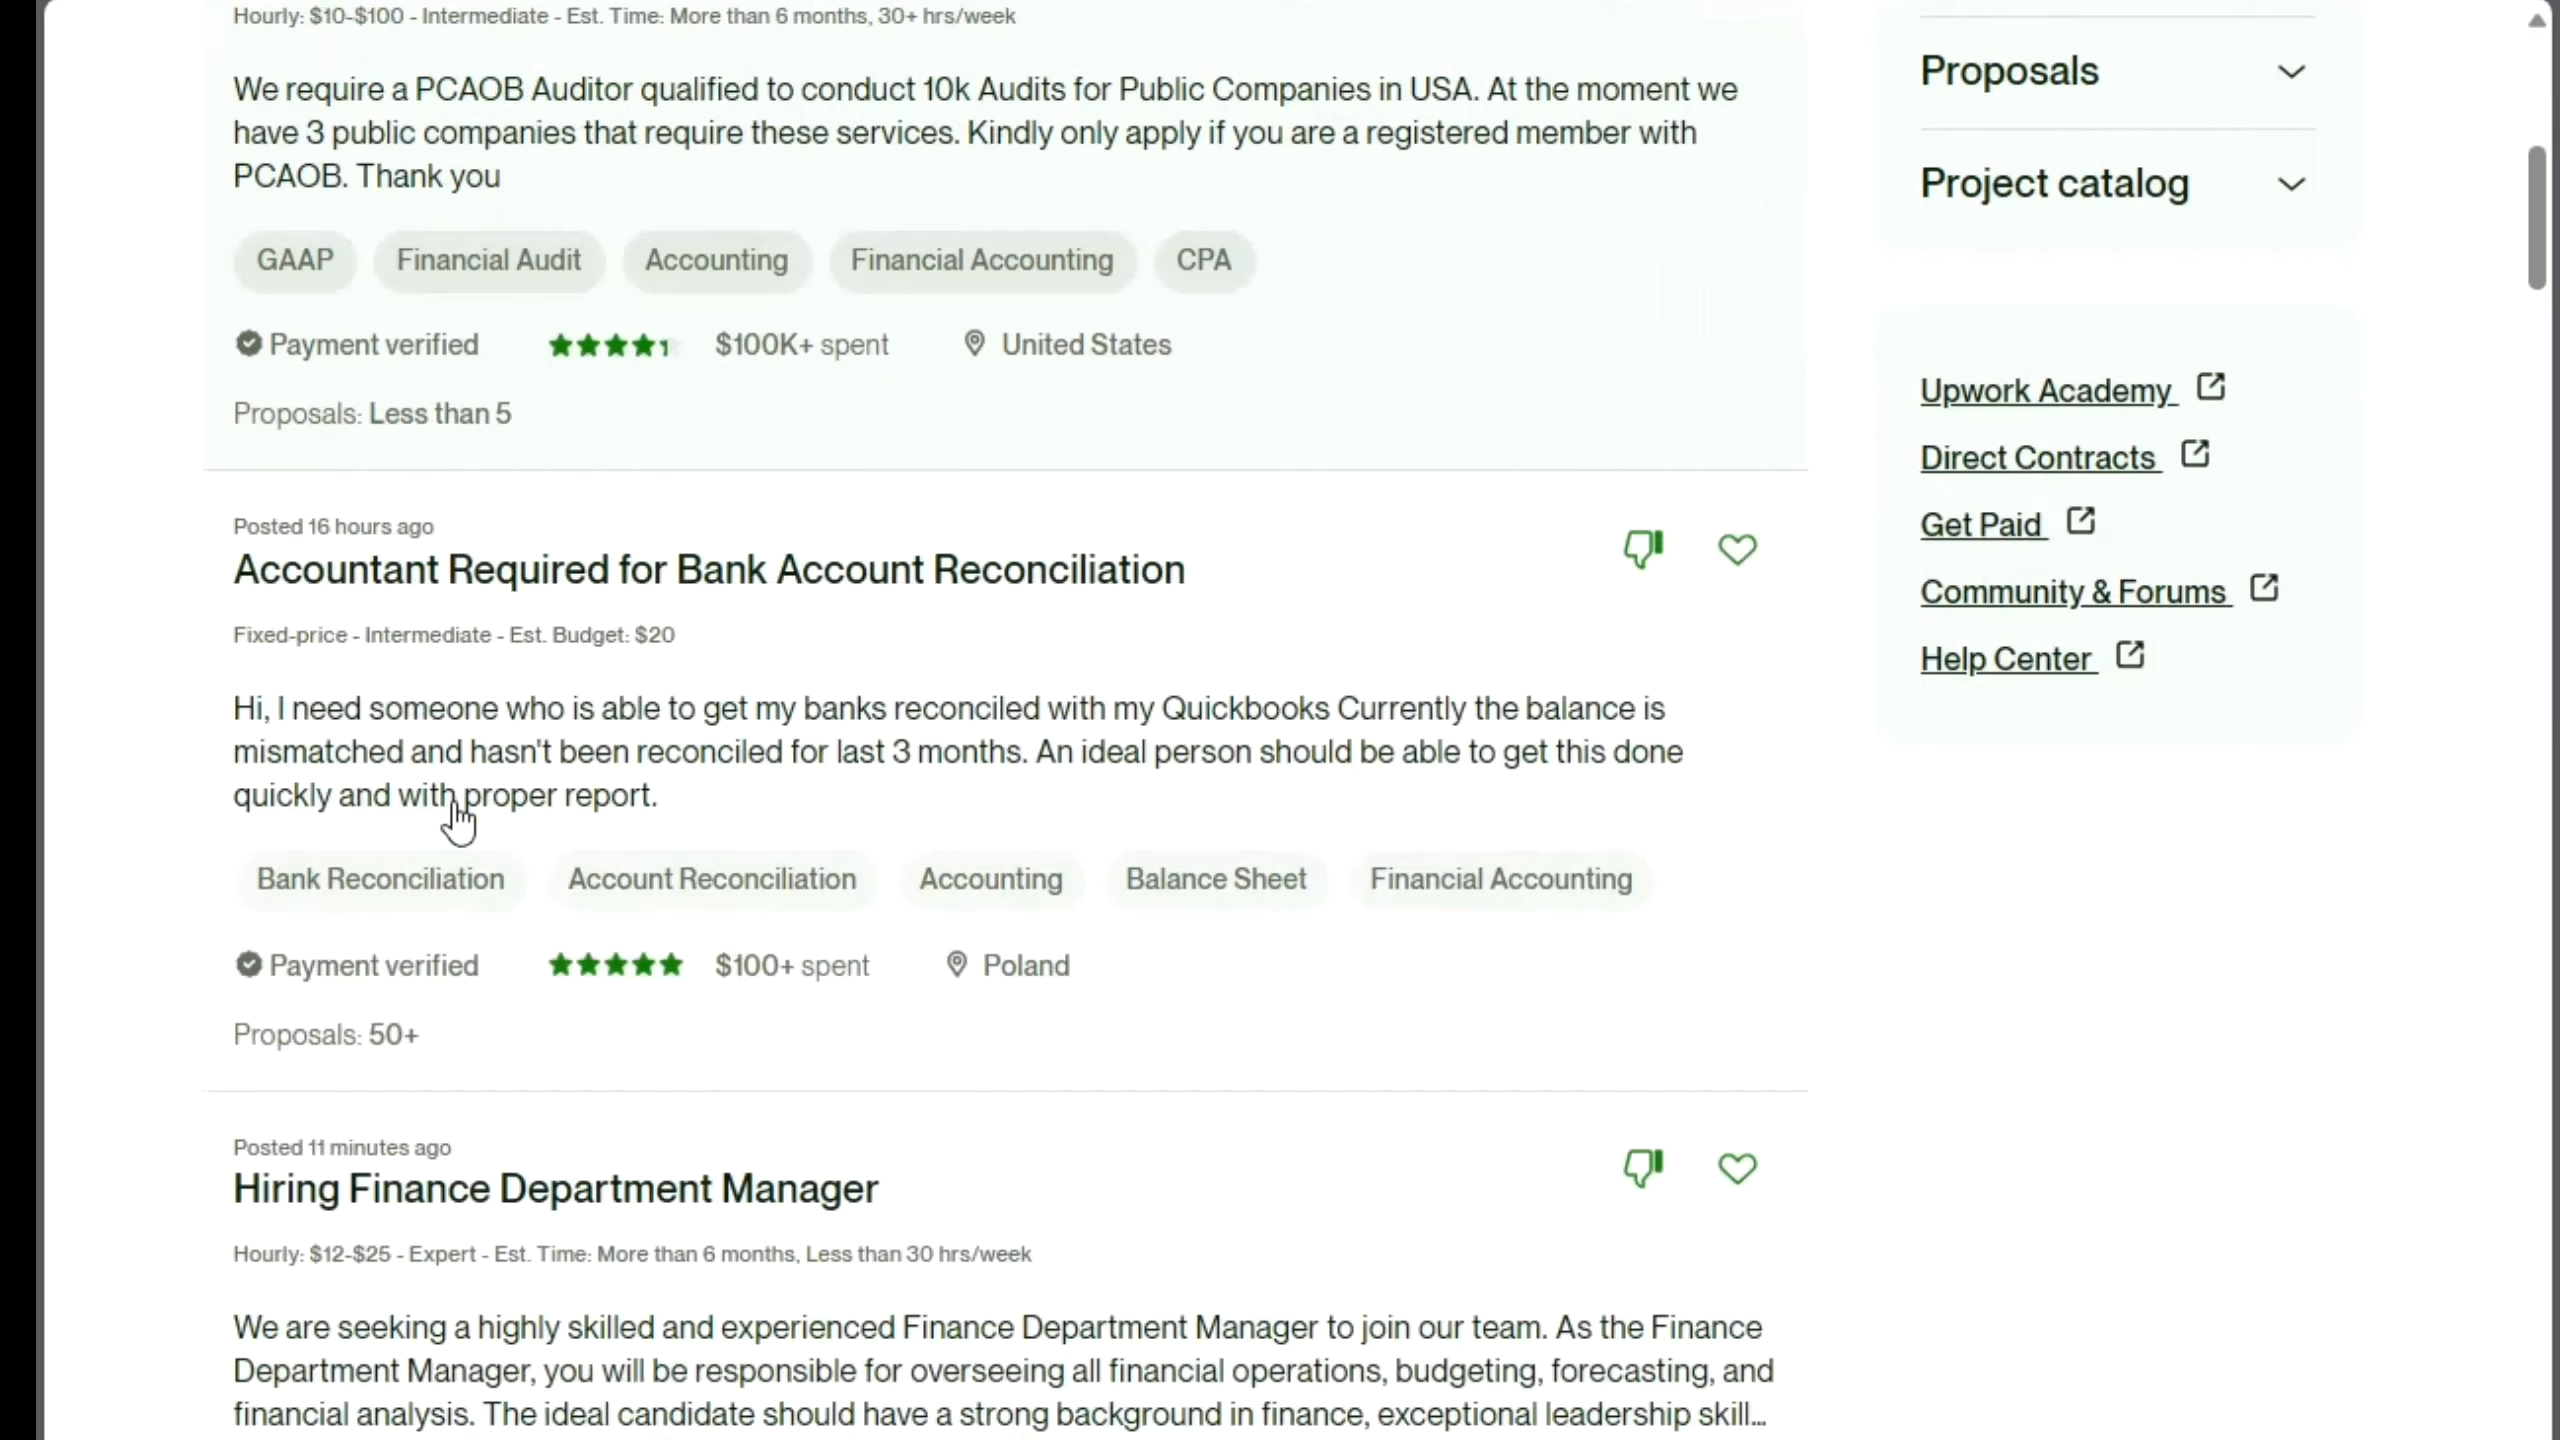 Hourly: $10-$100 - Intermediate - Est. Time: More than 6 months, 30+ hrs/week
We require a PCAOB Auditor qualified to conduct 10k Audits for Public Companies in USA. At the moment we
have 3 public companies that require these services. Kindly only apply if you are a registered member with
PCAOB. Thank you
GAAP Financial Audit Accounting Financial Accounting CPA
Payment verified $100K+ spent United States
Proposals: Less than 5
Posted 16 hours ago
Accountant Required for Bank Account Reconciliation
Fixed-price - Intermediate - Est. Budget: $20
Hi, I need someone who is able to get my banks reconciled with my Quickbooks Currently the balance is
mismatched and hasn't been reconciled for last 3 months. An ideal person should be able to get this done
quickly and with proper report.
Bank Reconciliation Account Reconciliation Accounting Balance Sheet Financial Accounting
Payment verified $100+ spent Poland
Proposals: 50+
Posted 11 minutes ago
Hiring Finance Department Manager
Hourly: $12-$25 - Expert - Est. Time: More than 6 months, Less than 30 hrs/week
We are seeking a highly skilled and experienced Finance Department Manager to join our team. As the Finance
Department Manager, you will be responsible for overseeing all financial operations, budgeting, forecasting, and
financial analysis. The ideal candidate should have a strong background in finance, exceptional leadership skill...
Proposals
Project catalog
Upwork Academy
Direct Contracts
Get Paid
Community & Forums
Help Center